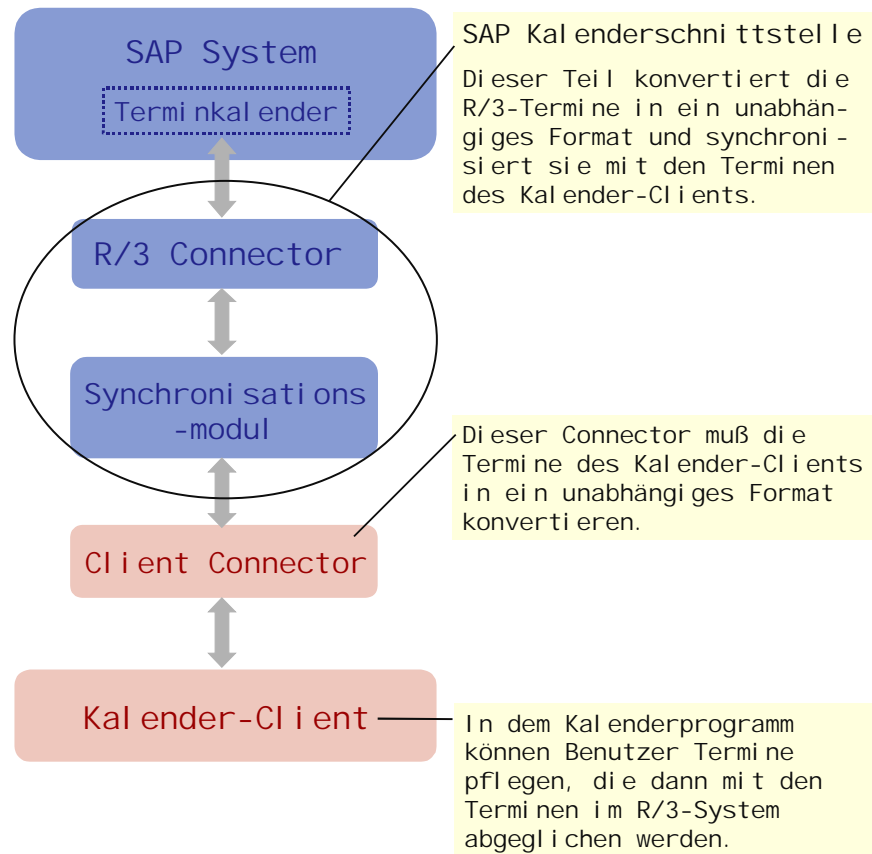 SAP System
Terminkalender
R/3 Connector
Synchronisations
-modul
Client Connector
Kalender-Client
SAP Kalenderschnittstelle
Dieser Teil konvertiert die
R/3-Termine in ein unabhän-
giges Format und synchroni-
siert sie mit den Terminen
des Kalender-Clients.
Dieser Connector muß die
Termine des Kalender-Clients
in ein unabhängiges Format
konvertieren.
In dem Kalenderprogramm
können Benutzer Termine
pflegen, die dann mit den
Terminen im R/3-System
abgeglichen werden.